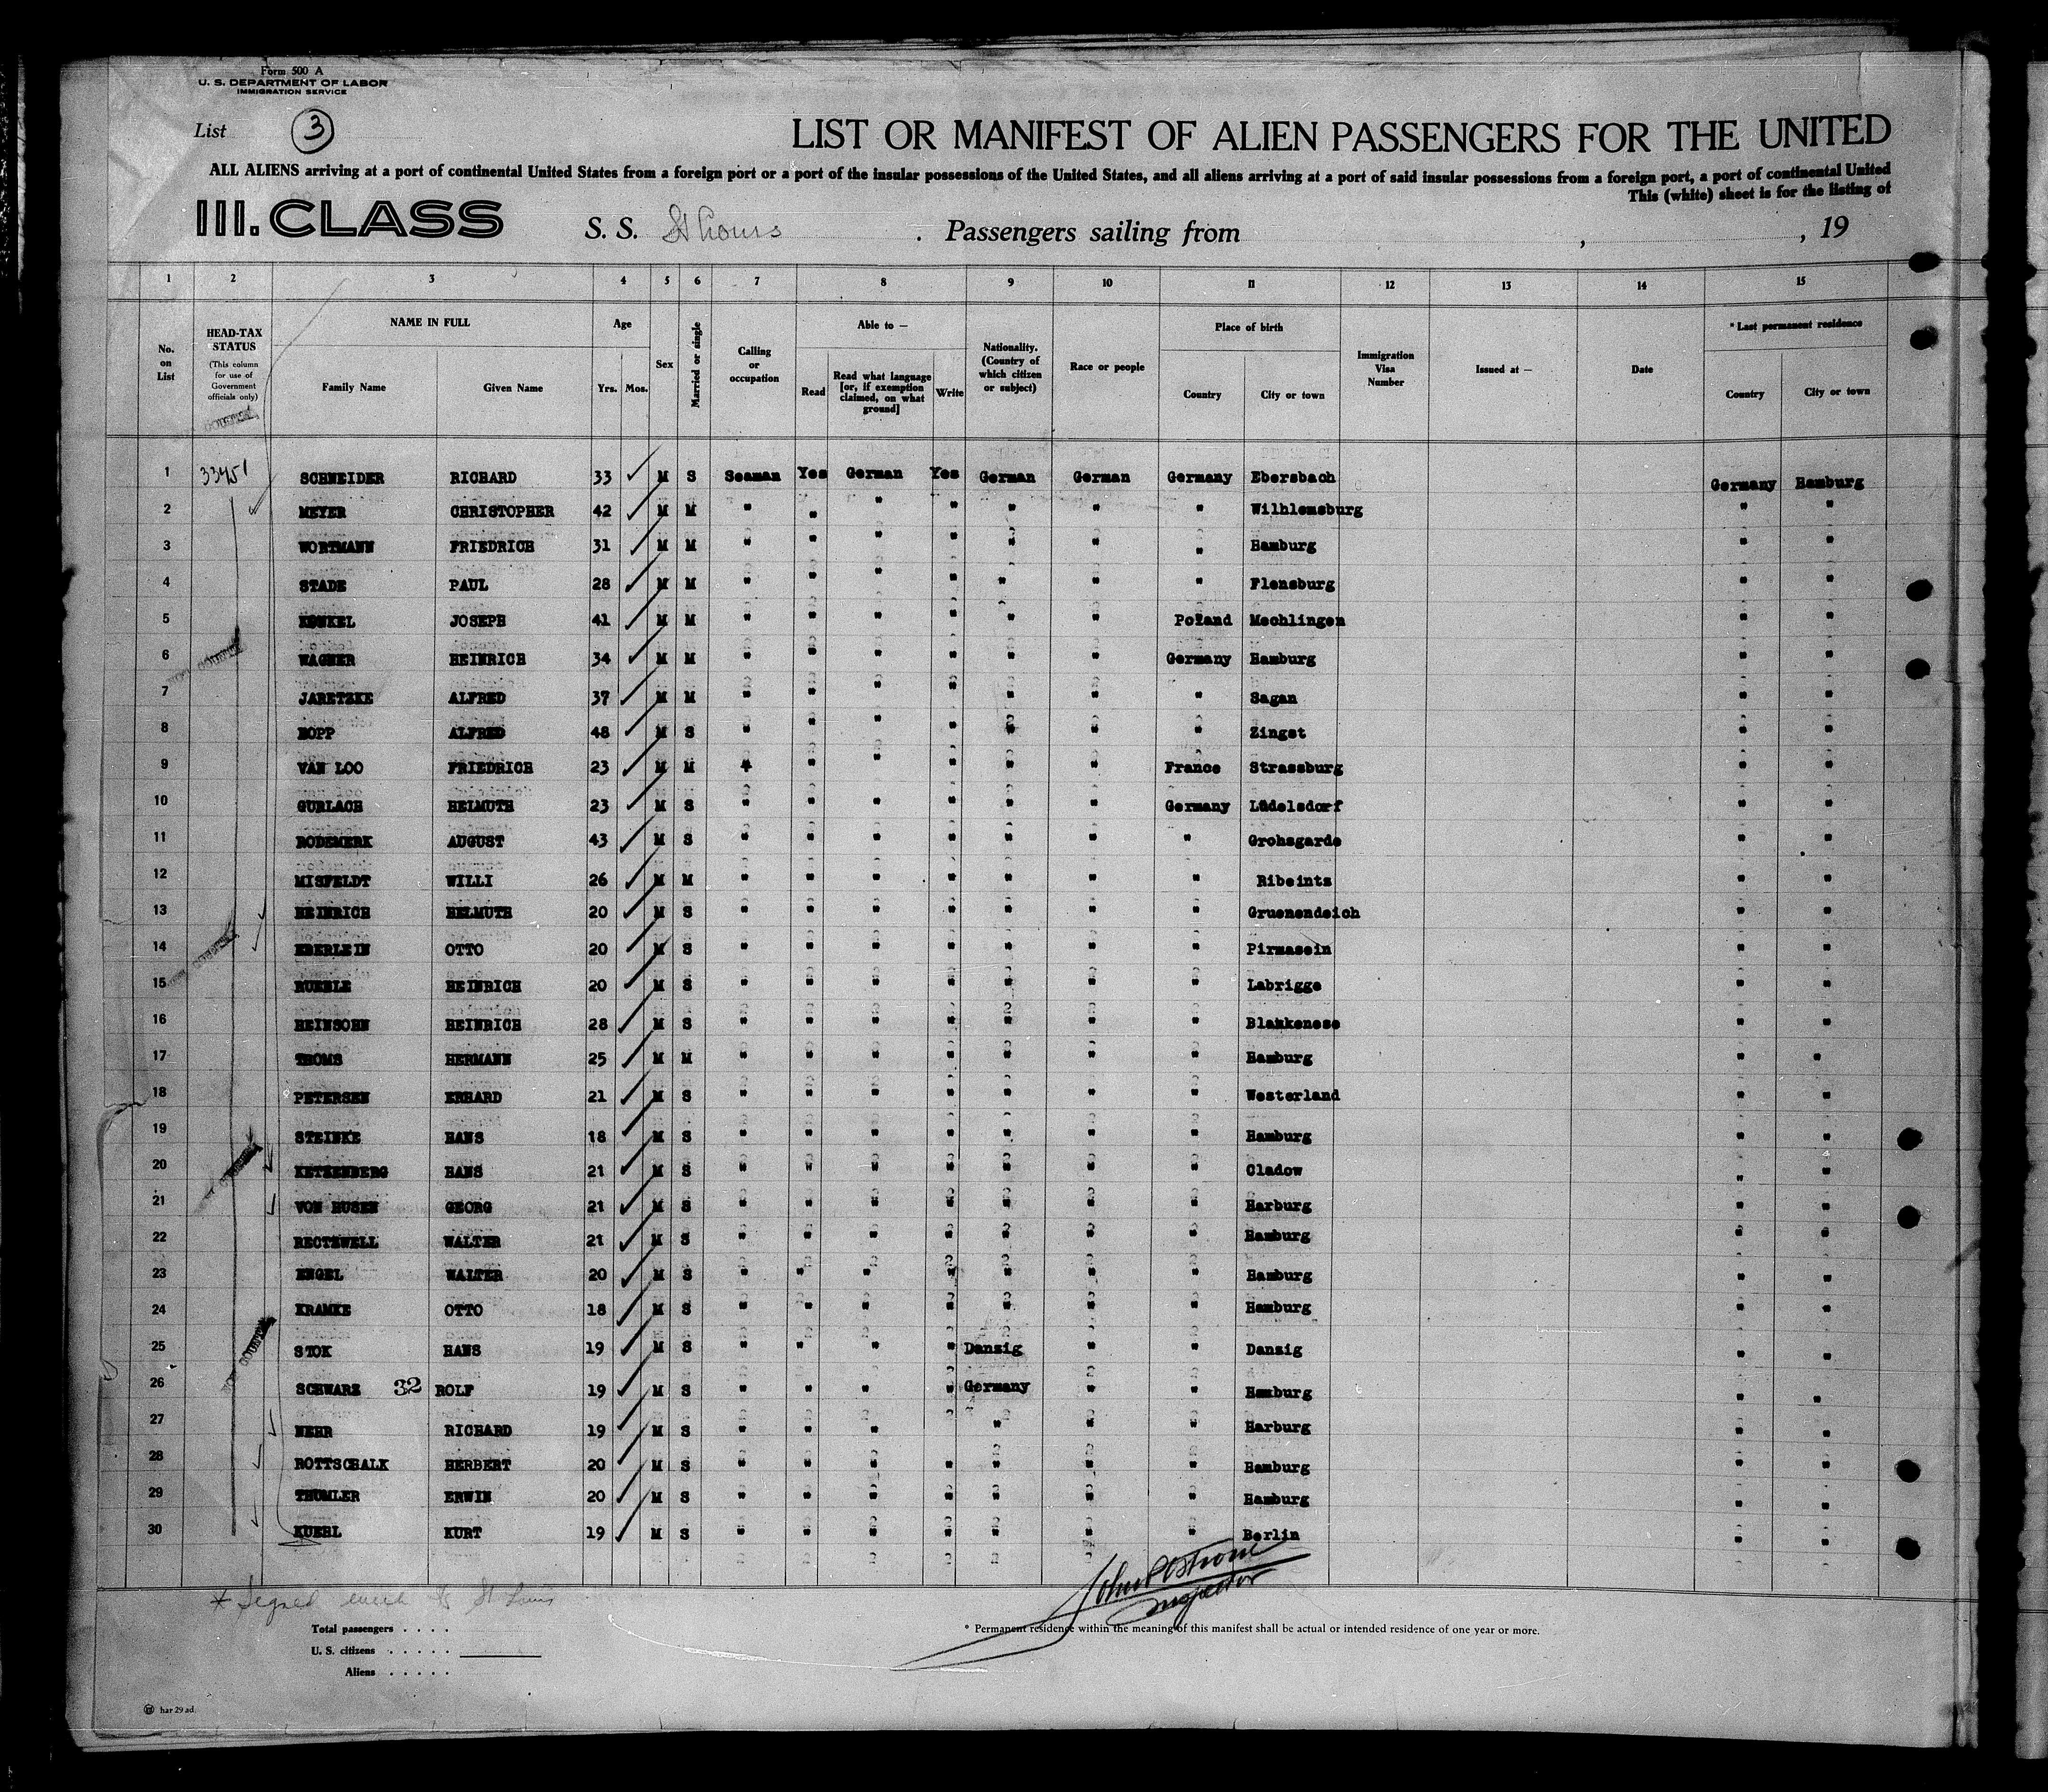 Form 500 A
U. S. DEPARTMENT OF LABOR
IMMIGRATION SERVICE
List 3
LIST OR MANIFEST OF ALIEN PASSENGERS FOR THE UNITED
ALL ALIENS arriving at a port of continental United States from a foreign port or a port of the insular possessions of the United States, and all aliens arriving at a port of said insular possessions from a foreign port, a port of continental United
This (white) sheet is for the listing of
III. CLASS S. S. St Louis . Passengers sailing from , , 19
1 2 3 4 5 6 7 8 9 10 11 12 13 14 15
No. on List
HEAD-TAX STATUS
(This column for use of Government officials only)
NAME IN FULL
Family Name Given Name
Age
Yrs. Mos.
Sex
Married or single
Calling or occupation
Able to —
Read Read what language [or, if exemption claimed, on what ground] Write
Nationality. (Country of which citizen or subject)
Race or people
Place of birth
Country City or town
Immigration Visa Number
Issued at —
Date
* Last permanent residence
Country City or town
1 33451 SCHNEIDER RICHARD 33 M S Seaman Yes German Yes German German Germany Ebersbach Germany Hamburg
2 MEYER CHRISTOPHER 42 M M " " " " " " " Wilhlemsburg " "
3 WORTMANN FRIEDRICH 31 M M " " " " " " " Hamburg " "
4 STADE PAUL 28 M M " " " " " " " Flensburg " "
5 JOSEPH 41 M M " " " " " " Poland Mechlingen " "
6 WAGNER HEINRICH 34 M M " " " " " " Germany Hamburg " "
7 JARETZKE ALFRED 37 M M " " " " " " " Sagan " "
8 HOPP ALFRED 48 M S " " " " " " " Zingst " "
9 VAN LOO FRIEDRICH 23 M M " " " " " " France Strassburg " "
10 GURLACH HELMUTH 23 M S " " " " " " Germany Lüdelsdorf " "
11 RODEMERK AUGUST 43 M S " " " " " " " Grohsgarde " "
12 MISFELDT WILLI 26 M M " " " " " " " Ribeints " "
13 HEINRICH HELMUTH 20 M S " " " " " " " Gruenendeich " "
14 EBERLEIN OTTO 20 M S " " " " " " " Pirmasein " "
15 HEINRICH 20 M S " " " " " " " Labrigge " "
16 HEINSOHN HEINRICH 28 M S " " " " " " " Blankenese " "
17 THOMS HERMANN 25 M M " " " " " " " Hamburg " "
18 PETERSEN ERHARD 21 M S " " " " " " " Westerland " "
19 STEINKE HANS 18 M S " " " " " " " Hamburg " "
20 KETZENBERG HANS 21 M S " " " " " " " Cladow " "
21 VON HUSEN GEORG 21 M S " " " " " " " Harburg " "
22 RECTZWELL WALTER 21 M S " " " " " " " Hamburg " "
23 ENGEL WALTER 20 M S " " " " " " " Hamburg " "
24 KRAMKE OTTO 18 M S " " " " " " " Hamburg " "
25 STOK HANS 19 M S " " " " Danzig " " Danzig " "
26 SCHWARZ 32 ROLF 19 M S " " " " Germany " " Hamburg " "
27 NEHR RICHARD 19 M S " " " " " " Harburg " "
28 ROTTSCHALK HERBERT 20 M S " " " " " " " Hamburg " "
29 THUMLER ERWIN 20 M S " " " " " " " Hamburg " "
30 KUEHL KURT 19 M S " " " " " " " Berlin " "
Inspector
* Signed St Louis
Total passengers . . . .
U. S. citizens . . . . .
Aliens . . . . .
* Permanent residence within the meaning of this manifest shall be actual or intended residence of one year or more.
har 29 ad.